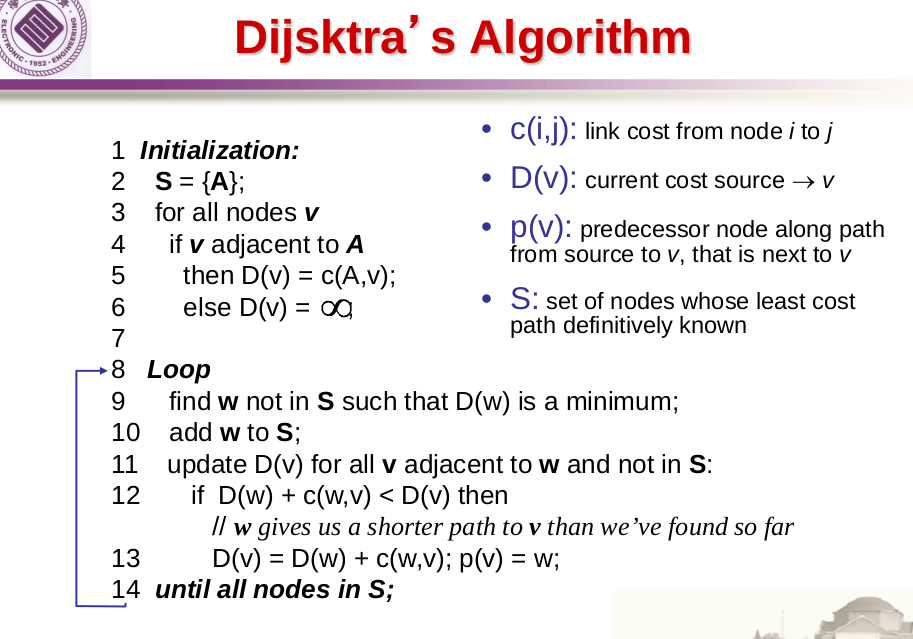 Dijsktra’s Algorithm
1 Initialization:
2 S = {A};
3 for all nodes v
4 if v adjacent to A
5 then D(v) = c(A,v);
6 else D(v) = ∞;
7
8 Loop
9 find w not in S such that D(w) is a minimum;
10 add w to S;
11 update D(v) for all v adjacent to w and not in S:
12 if D(w) + c(w,v) < D(v) then
// w gives us a shorter path to v than we’ve found so far
13 D(v) = D(w) + c(w,v); p(v) = w;
14 until all nodes in S;
• c(i,j): link cost from node i to j
• D(v): current cost source → v
• p(v): predecessor node along path
from source to v, that is next to v
• S: set of nodes whose least cost
path definitively known
ELECTRONIC · 1952 · ENGINEERING